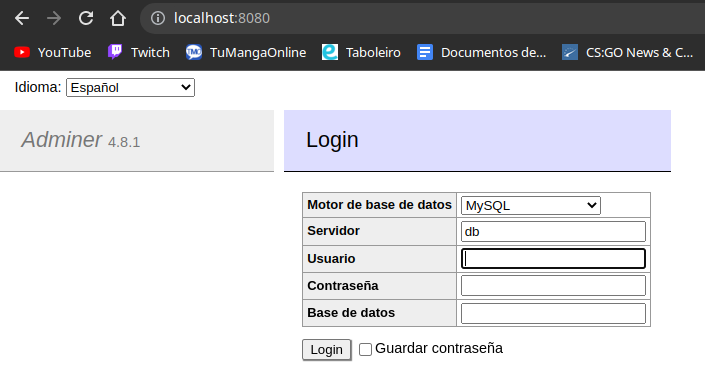 localhost:8080
YouTube Twitch TuMangaOnline Taboleiro Documentos de... CS:GO News & C...
Idioma: Español
Adminer 4.8.1
Login
Motor de base de datos MySQL
Servidor db
Usuario
Contraseña
Base de datos
Login Guardar contraseña